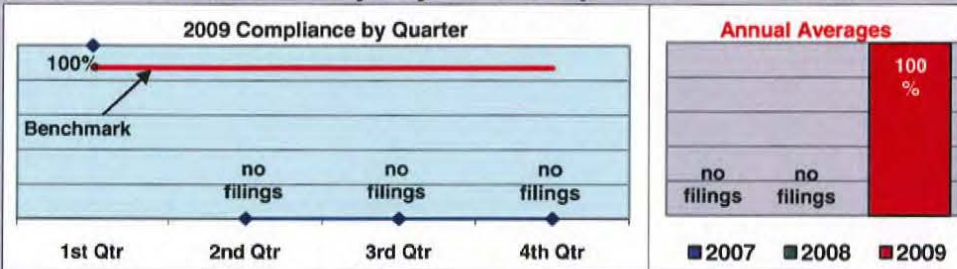 2009 Compliance by Quarter
100%
Benchmark
no
filings
no
filings
no
filings
1st Qtr 2nd Qtr 3rd Qtr 4th Qtr
Annual Averages
100
%
no
filings
no
filings
2007 2008 2009